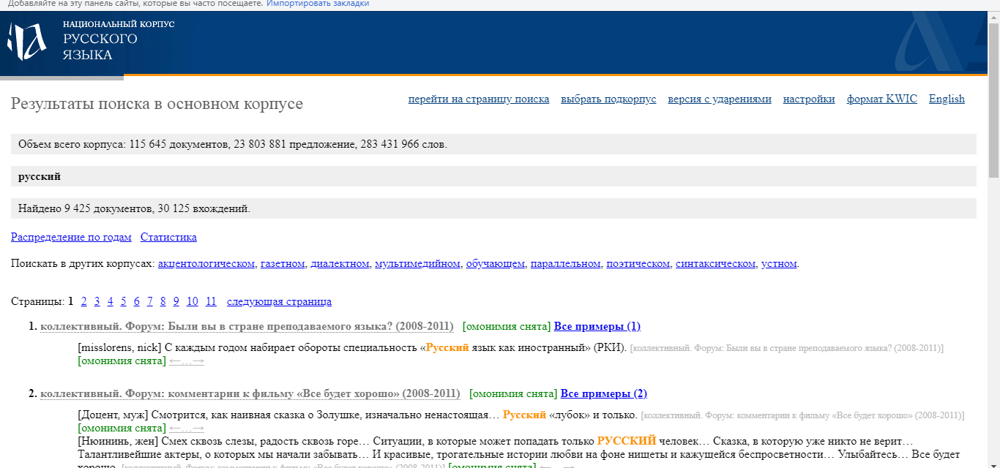 Добавляйте на эту панель сайты, которые вы часто посещаете. Импортировать закладки
НАЦИОНАЛЬНЫЙ КОРПУС
РУССКОГО
ЯЗЫКА
Результаты поиска в основном корпусе
перейти на страницу поиска выбрать подкорпус версия с ударениями настройки формат KWIC English
Объем всего корпуса: 115 645 документов, 23 803 881 предложение, 283 431 966 слов.
русский
Найдено 9 425 документов, 30 125 вхождений.
Распределение по годам Статистика
Поискать в других корпусах: акцентологическом, газетном, диалектном, мультимедийном, обучающем, параллельном, поэтическом, синтаксическом, устном.
Страницы: 1 2 3 4 5 6 7 8 9 10 11 следующая страница
1. коллективный. Форум: Были вы в стране преподаваемого языка? (2008-2011) [омонимия снята] Все примеры (1)
[misslorens, nick] С каждым годом набирает обороты специальность «Русский язык как иностранный» (РКИ). [коллективный. Форум: Были вы в стране преподаваемого языка? (2008-2011)]
[омонимия снята] ←…→
2. коллективный. Форум: комментарии к фильму «Все будет хорошо» (2008-2011) [омонимия снята] Все примеры (2)
[Доцент, муж] Смотрится, как наивная сказка о Золушке, изначально ненастоящая… Русский «лубок» и только. [коллективный. Форум: комментарии к фильму «Все будет хорошо» (2008-2011)]
[омонимия снята] ←…→
[Нюнинь, жен] Смех сквозь слезы, радость сквозь горе… Ситуации, в которые может попадать только РУССКИЙ человек… Сказка, в которую уже никто не верит…
Талантливейшие актеры, о которых мы начали забывать… И красивые, трогательные истории любви на фоне нищеты и кажущейся беспросветности… Улыбайтесь… Все будет
хорошо. [коллективный. Форум: комментарии к фильму «Все будет хорошо» (2008-2011)] [омонимия снята] ←…→